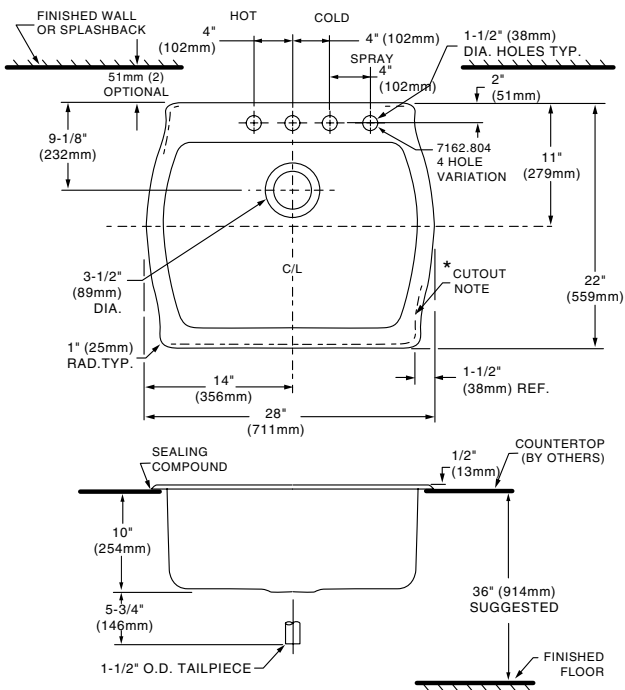 FINISHED WALL
OR SPLASHBACK
4"
(102mm)
HOT
COLD
4" (102mm)
SPRAY
4"
(102mm)
1-1/2" (38mm)
DIA. HOLES TYP.
51mm (2)
OPTIONAL
2"
(51mm)
9-1/8"
(232mm)
7162.804
4 HOLE
VARIATION
11"
(279mm)
3-1/2"
(89mm)
DIA.
C/L
* CUTOUT
NOTE
22"
(559mm)
1" (25mm)
RAD.TYP.
14"
(356mm)
1-1/2"
(38mm) REF.
28"
(711mm)
SEALING
COMPOUND
1/2"
(13mm)
COUNTERTOP
(BY OTHERS)
10"
(254mm)
5-3/4"
(146mm)
36" (914mm)
SUGGESTED
1-1/2" O.D. TAILPIECE
FINISHED
FLOOR